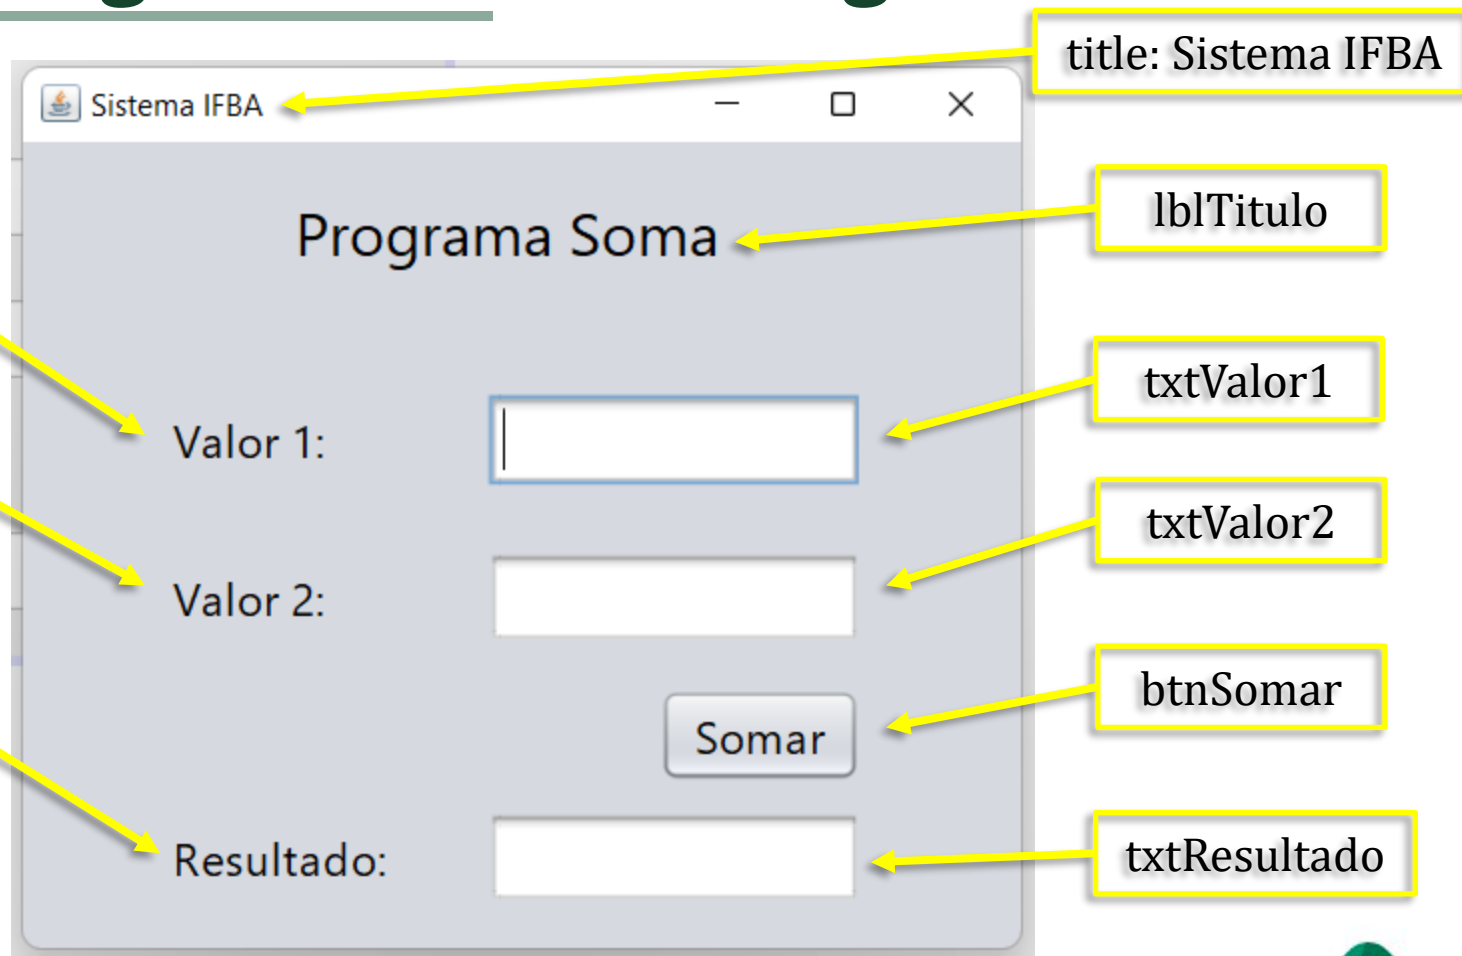 title: Sistema IFBA
Sistema IFBA
Programa Soma
lblTitulo
Valor 1:
txtValor1
Valor 2:
txtValor2
Somar
btnSomar
Resultado:
txtResultado